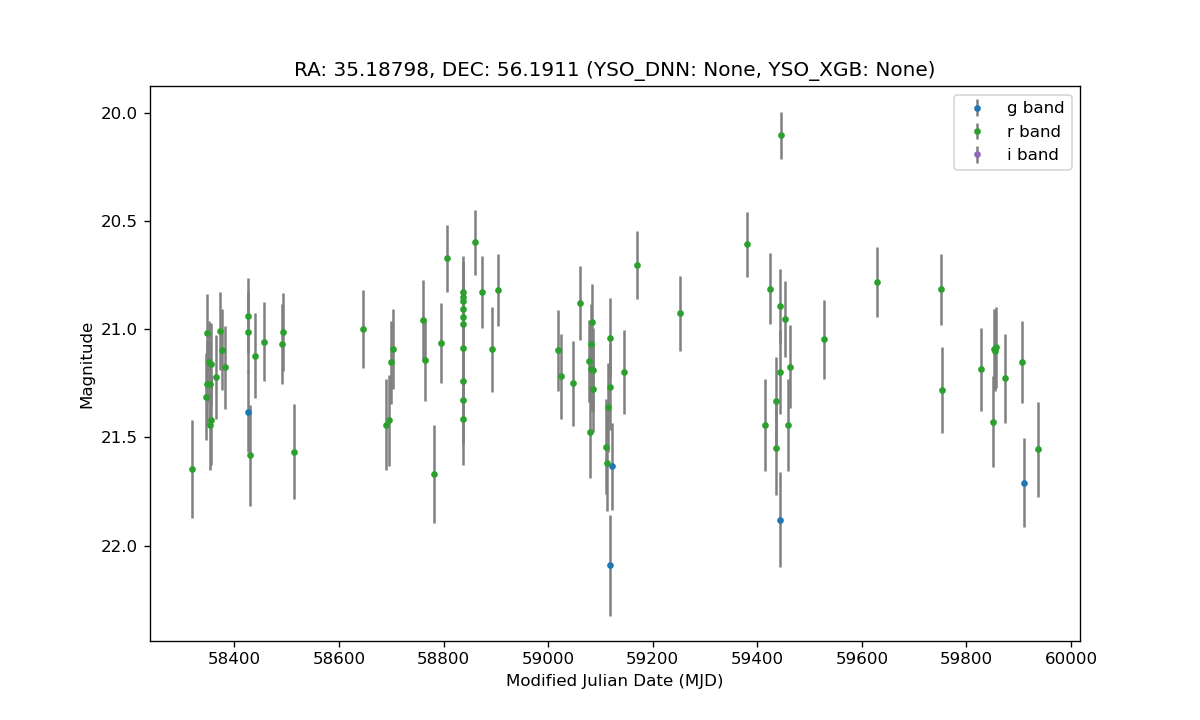 RA: 35.18798, DEC: 56.1911 (YSO_DNN: None, YSO_XGB: None)
g band
r band
i band
20.0
20.5
21.0
21.5
22.0
Magnitude
58400 58600 58800 59000 59200 59400 59600 59800 60000
Modified Julian Date (MJD)